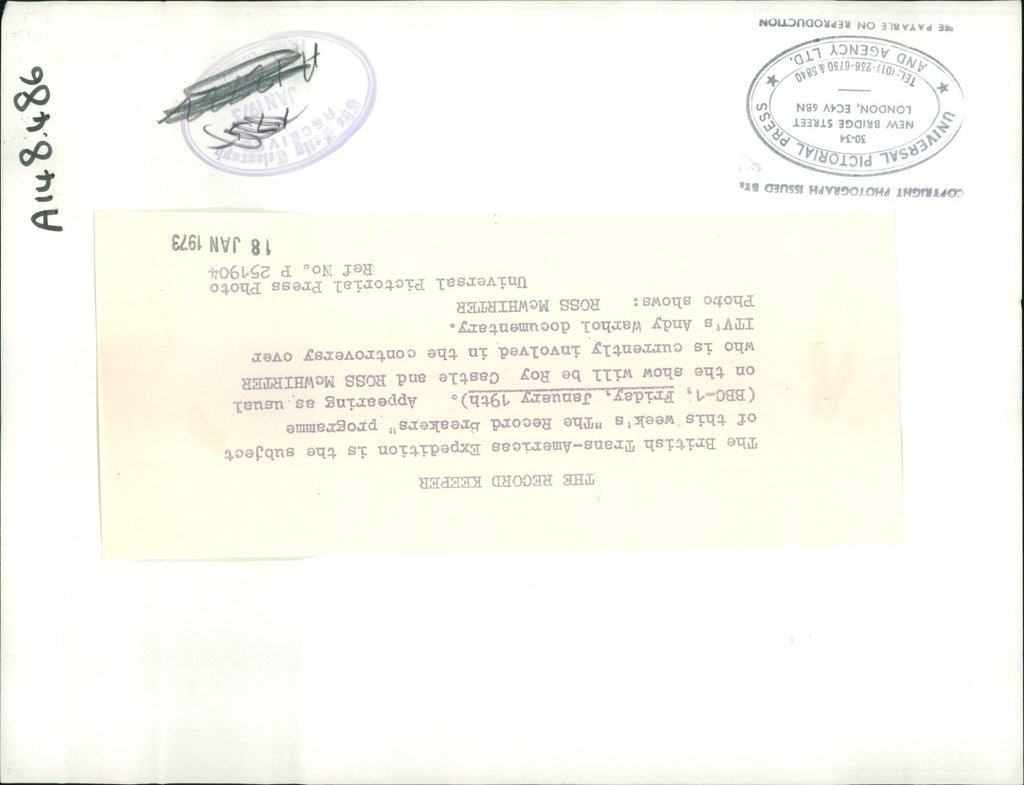 THE RECORD KEEPER
The British Trans-Americas Expedition is the subject
of this week's "The Record Breakers" programme
(BBC-1, Friday, January 19th). Appearing as usual
on the show will be Roy Castle and ROSS McWHIRTER
who is currently involved in the controversy over
ITV's Andy Warhol documentary.
Photo shows: ROSS McWHIRTER
Universal Pictorial Press Photo
Ref No. P 251904
18 JAN 1973
COPYRIGHT PHOTOGRAPH ISSUED BY:
UNIVERSAL PICTORIAL PRESS
30-34
NEW BRIDGE STREET
LONDON, EC4V 6BN
TEL. (01)-236-6730 & 5840
AND AGENCY LTD.
PAYABLE ON REPRODUCTION
Telegraph
JAN 1973
A148.486